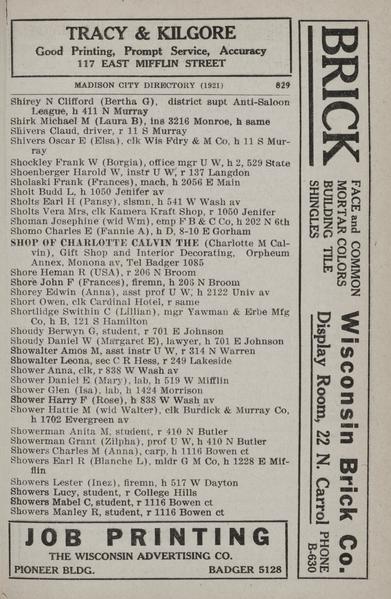 TRACY & KILGORE
Good Printing, Prompt Service, Accuracy
117 EAST MIFFLIN STREET
MADISON CITY DIRECTORY (1921) 829
Shirey N Clifford (Bertha G), district supt Anti-Saloon
League, h 411 N Murray
Shirk Michael M (Laura B), ins 3216 Monroe, h same
Shivers Claud, driver, r 11 S Murray
Shivers Oscar E (Elsa), clk Wis Fdry & M Co, h 11 S Mur-
ray
Shockley Frank W (Borgia), office mgr U W, h 2, 529 State
Shoenberger Harold W, instr U W, r 137 Langdon
Sholaski Frank (Frances), mach, h 2056 E Main
Sholt Budd L, h 1050 Jenifer av
Sholts Earl H (Pansy), slsmn, h 541 W Wash av
Sholts Vera Mrs, clk Kamera Kraft Shop, r 1050 Jenifer
Shoman Josephine (wid Wm), emp F B & C Co, h 202 N 6th
Shomo Charles E (Fannie A), h D, 8-10 E Gorham
SHOP OF CHARLOTTE CALVIN THE (Charlotte M Cal-
vin), Gift Shop and Interior Decorating, Orpheum
Annex, Monona av, Tel Badger 1085
Shore Heman R (USA), r 206 N Broom
Shore John F (Frances), firemn, h 206 N Broom
Shorey Edwin (Anna), asst prof U W, h 2122 Univ av
Short Owen, clk Cardinal Hotel, r same
Shortlidge Swithin C (Lillian), mgr Yawman & Erbe Mfg
Co, h B, 121 S Hamilton
Shoudy Berwyn G, student, r 701 E Johnson
Shoudy Daniel W (Margaret E), lawyer, h 701 E Johnson
Showalter Amos M, asst instr U W, r 314 N Warren
Showalter Leona, sec C R Hess, r 249 Lakeside
Shower Anna, clk, r 838 W Wash av
Shower Daniel E (Mary), lab, h 519 W Mifflin
Shower Glen (Isa), lab, h 1424 Morrison
Shower Harry F (Rose), h 838 W Wash av
Shower Hattie M (wid Walter), clk Burdick & Murray Co,
h 1702 Evergreen av
Showerman Anita M, student, r 410 N Butler
Showerman Grant (Zilpha), prof U W, h 410 N Butler
Showers Charles M (Anna), carp, h 1116 Bowen ct
Showers Earl R (Blanche L), mldr G M Co, h 1228 E Mif-
flin
Showers Lester (Inez), firemn, h 517 W Dayton
Showers Lucy, student, r College Hills
Showers Mabel C, student, r 1116 Bowen ct
Showers Manley R, student, r 1116 Bowen ct
JOB PRINTING
THE WISCONSIN ADVERTISING CO.
PIONEER BLDG. BADGER 5128
BRICK
FACE and COMMON
MORTAR COLORS
BUILDING TILE
SHINGLES
Wisconsin Brick Co.
Display Room, 22 N. Carrol
PHONE
B-630